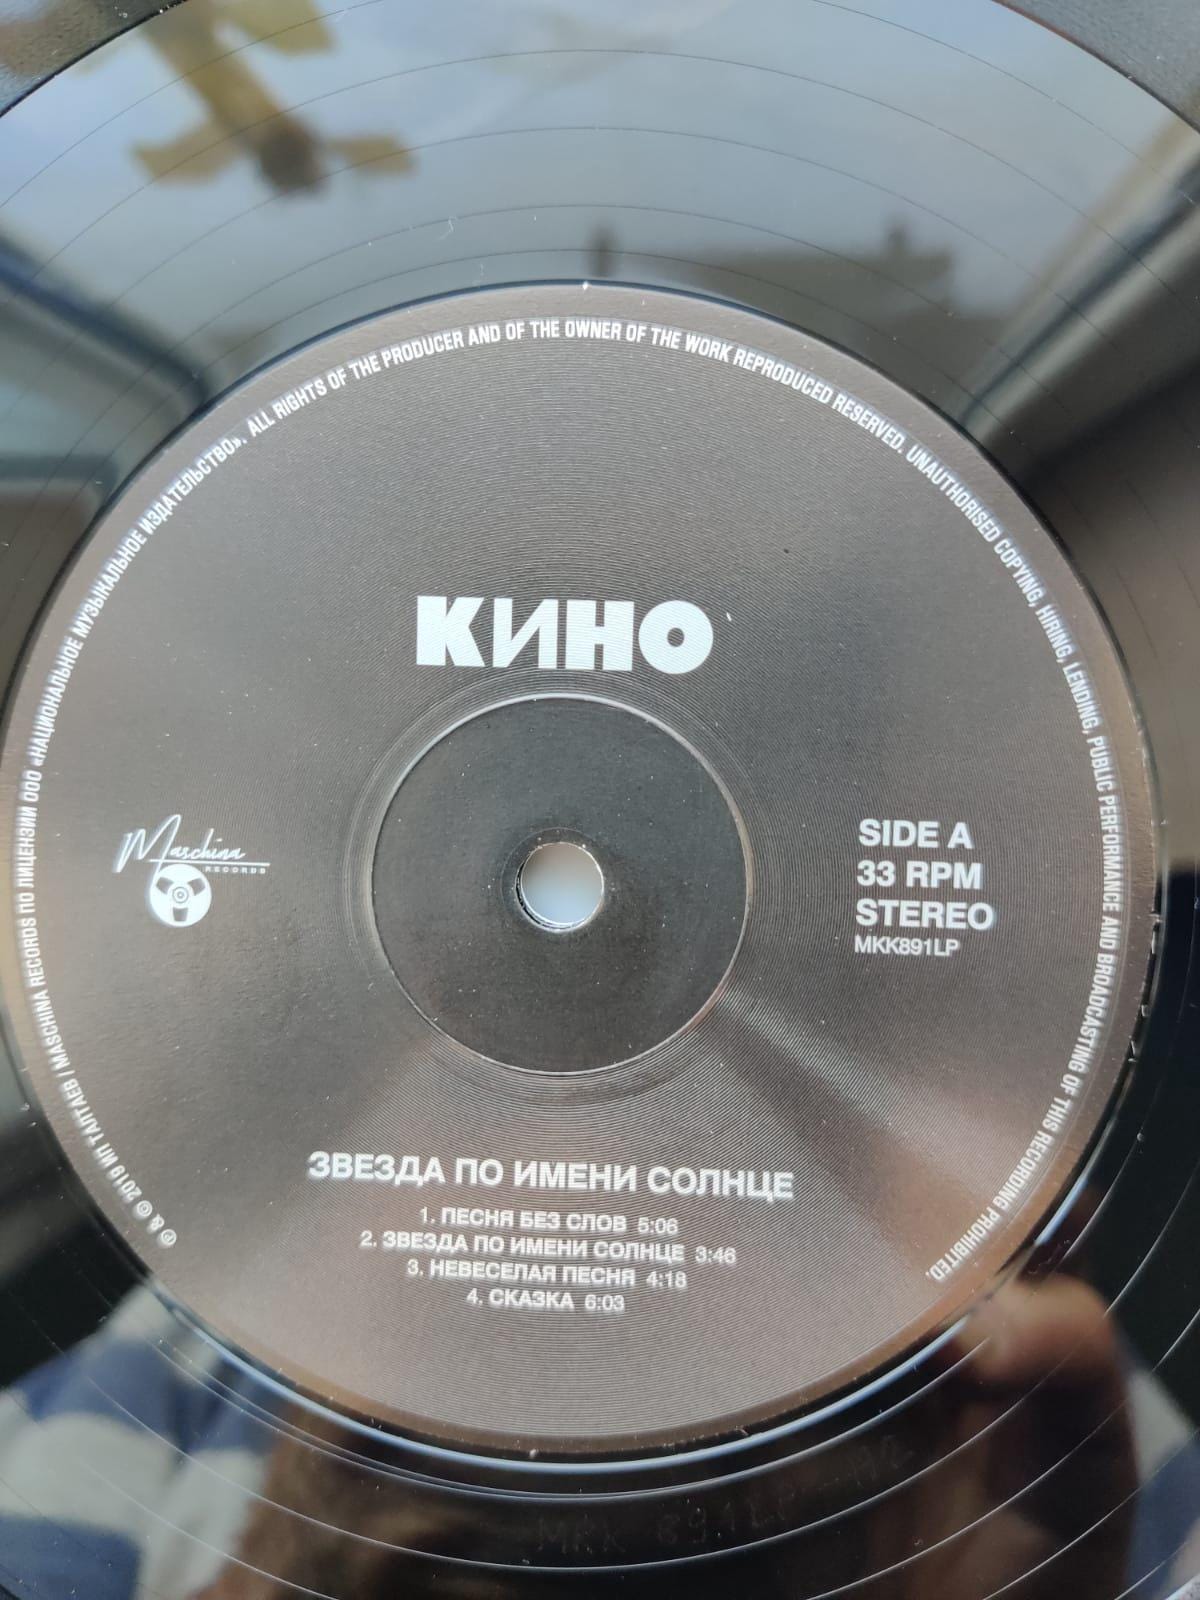 КИНО
Maschina
RECORDS
SIDE A
33 RPM
STEREO
MKK891LP
ЗВЕЗДА ПО ИМЕНИ СОЛНЦЕ
1. ПЕСНЯ БЕЗ СЛОВ 5:06
2. ЗВЕЗДА ПО ИМЕНИ СОЛНЦЕ 3:46
3. НЕВЕСЕЛАЯ ПЕСНЯ 4:18
4. СКАЗКА 6:03
℗ & © 2019 ИП ТАПТАЕВ / MASCHINA RECORDS ПО ЛИЦЕНЗИИ ООО «НАЦИОНАЛЬНОЕ МУЗЫКАЛЬНОЕ ИЗДАТЕЛЬСТВО». ALL RIGHTS OF THE PRODUCER AND OF THE OWNER OF THE WORK REPRODUCED RESERVED. UNAUTHORISED COPYING, HIRING, LENDING, PUBLIC PERFORMANCE AND BROADCASTING OF THIS RECORDING PROHIBITED.
MKK 891LP